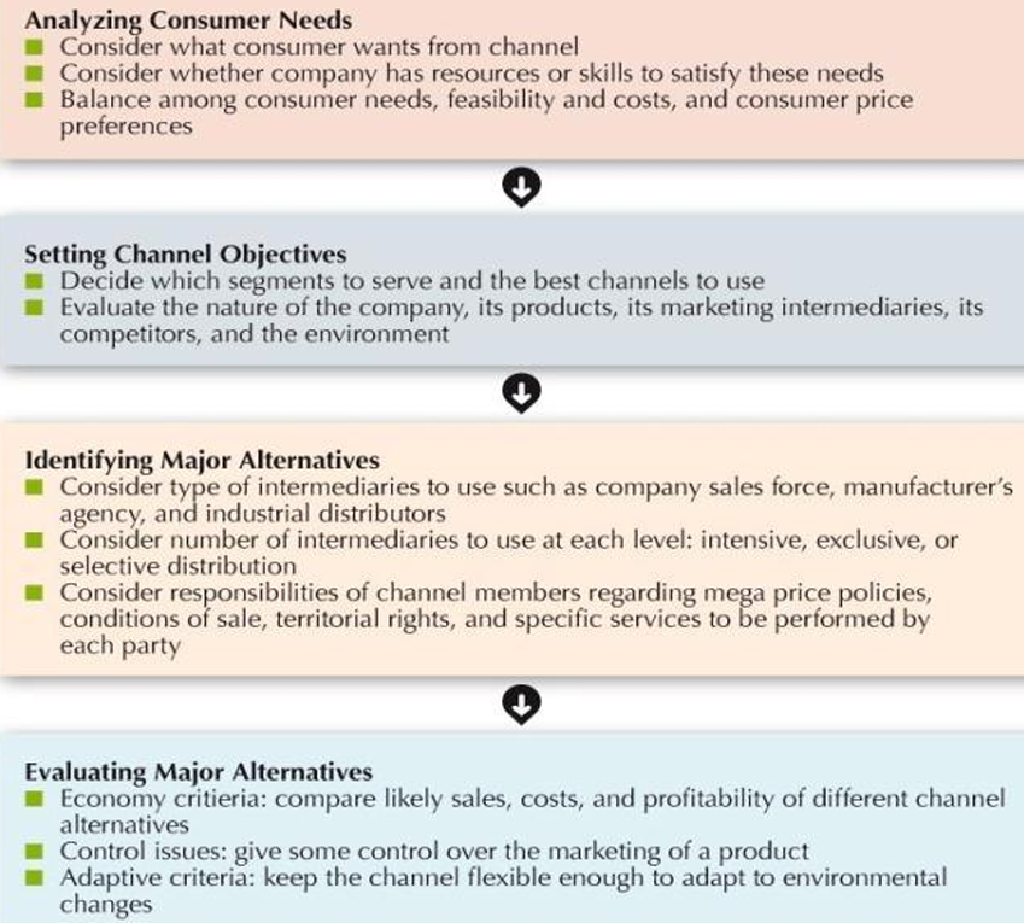 Analyzing Consumer Needs
Consider what consumer wants from channel
Consider whether company has resources or skills to satisfy these needs
Balance among consumer needs, feasibility and costs, and consumer price
preferences
Setting Channel Objectives
Decide which segments to serve and the best channels to use
Evaluate the nature of the company, its products, its marketing intermediaries, its
competitors, and the environment
Identifying Major Alternatives
Consider type of intermediaries to use such as company sales force, manufacturer's
agency, and industrial distributors
Consider number of intermediaries to use at each level: intensive, exclusive, or
selective distribution
Consider responsibilities of channel members regarding mega price policies,
conditions of sale, territorial rights, and specific services to be performed by
each party
Evaluating Major Alternatives
Economy critieria: compare likely sales, costs, and profitability of different channel
alternatives
Control issues: give some control over the marketing of a product
Adaptive criteria: keep the channel flexible enough to adapt to environmental
changes